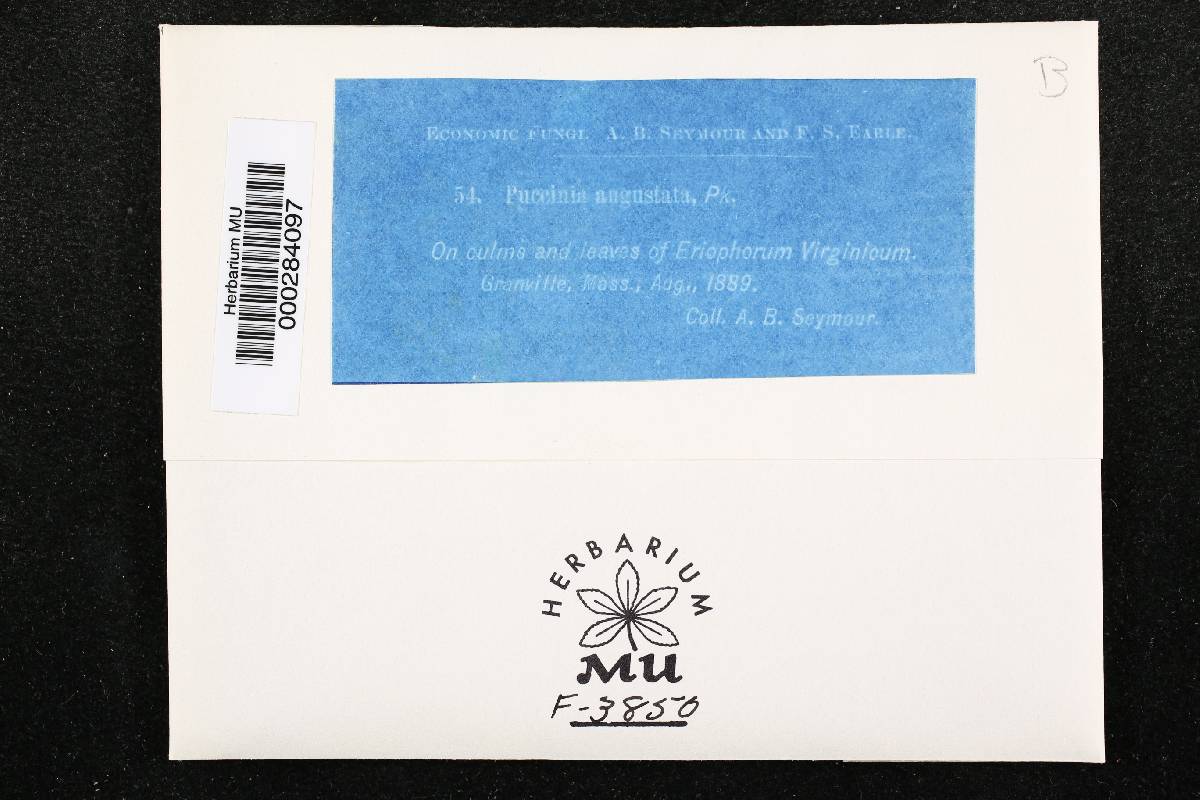 B
ECONOMIC FUNGI. A. B. SEYMOUR AND F. S. EARLE.
54. Puccinia angustata, Pk.
On culms and leaves of Eriophorum Virginicum.
Granville, Mass., Aug., 1889.
Coll. A. B. Seymour.
Herbarium MU
000284097
HERBARIUM
MU
F-3850